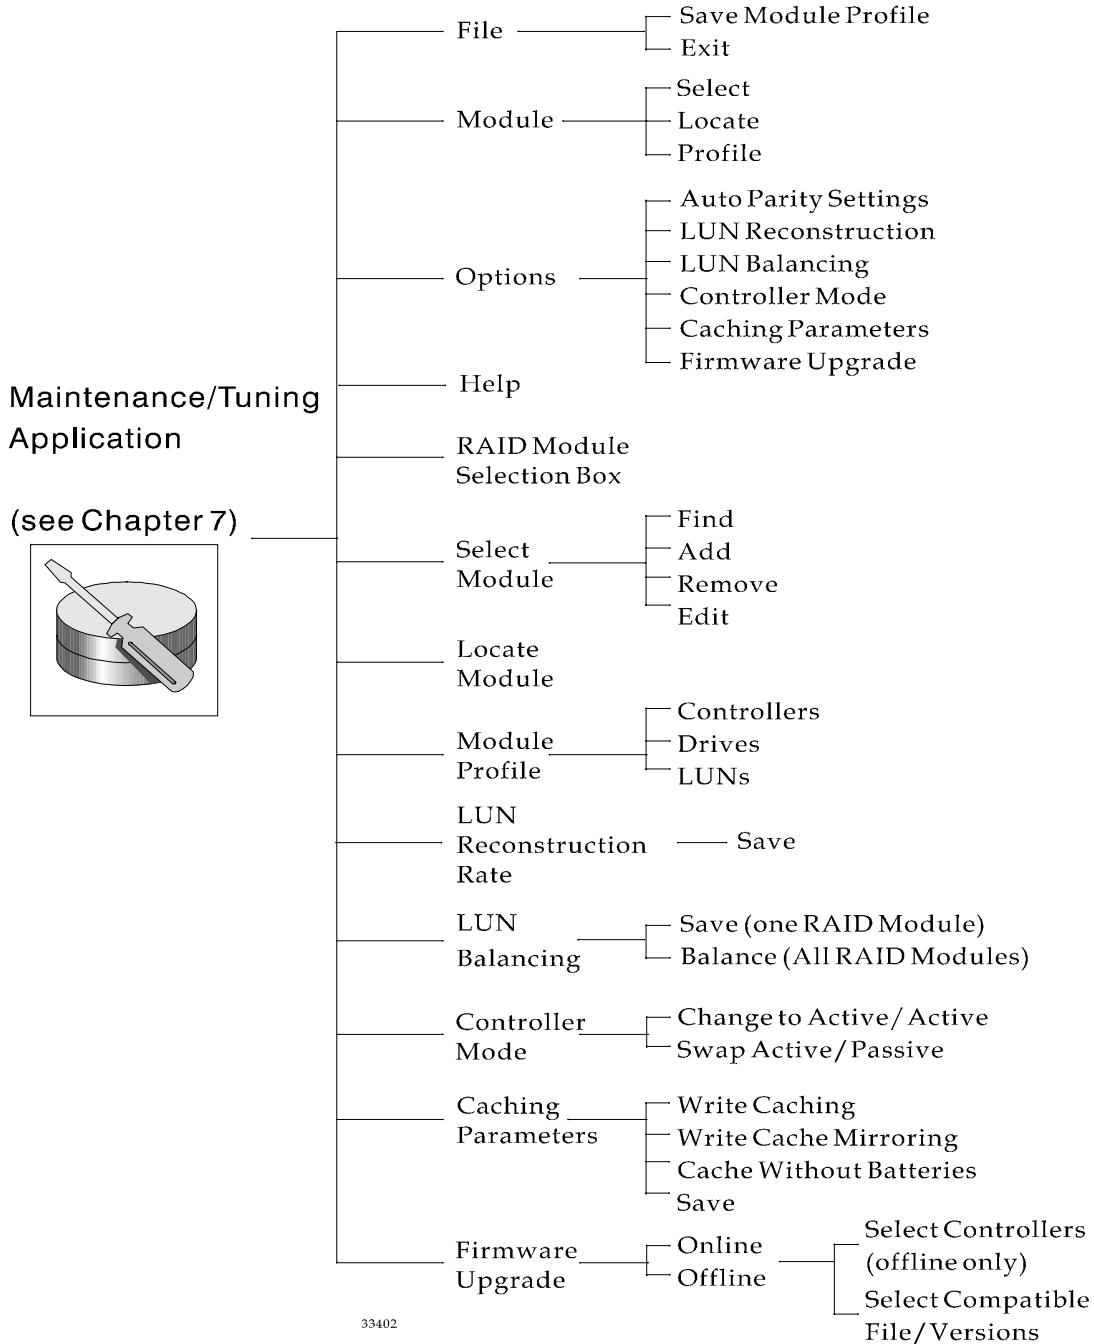 File
Save Module Profile
Exit
Module
Select
Locate
Profile
Options
Auto Parity Settings
LUN Reconstruction
LUN Balancing
Controller Mode
Caching Parameters
Firmware Upgrade
Help
Maintenance/Tuning
Application
(see Chapter 7)
RAID Module
Selection Box
Select
Module
Find
Add
Remove
Edit
Locate
Module
Module
Profile
Controllers
Drives
LUNs
LUN
Reconstruction
Rate
Save
LUN
Balancing
Save (one RAID Module)
Balance (All RAID Modules)
Controller
Mode
Change to Active/Active
Swap Active/Passive
Caching
Parameters
Write Caching
Write Cache Mirroring
Cache Without Batteries
Save
Firmware
Upgrade
Online
Offline
Select Controllers
(offline only)
Select Compatible
File/Versions
33402